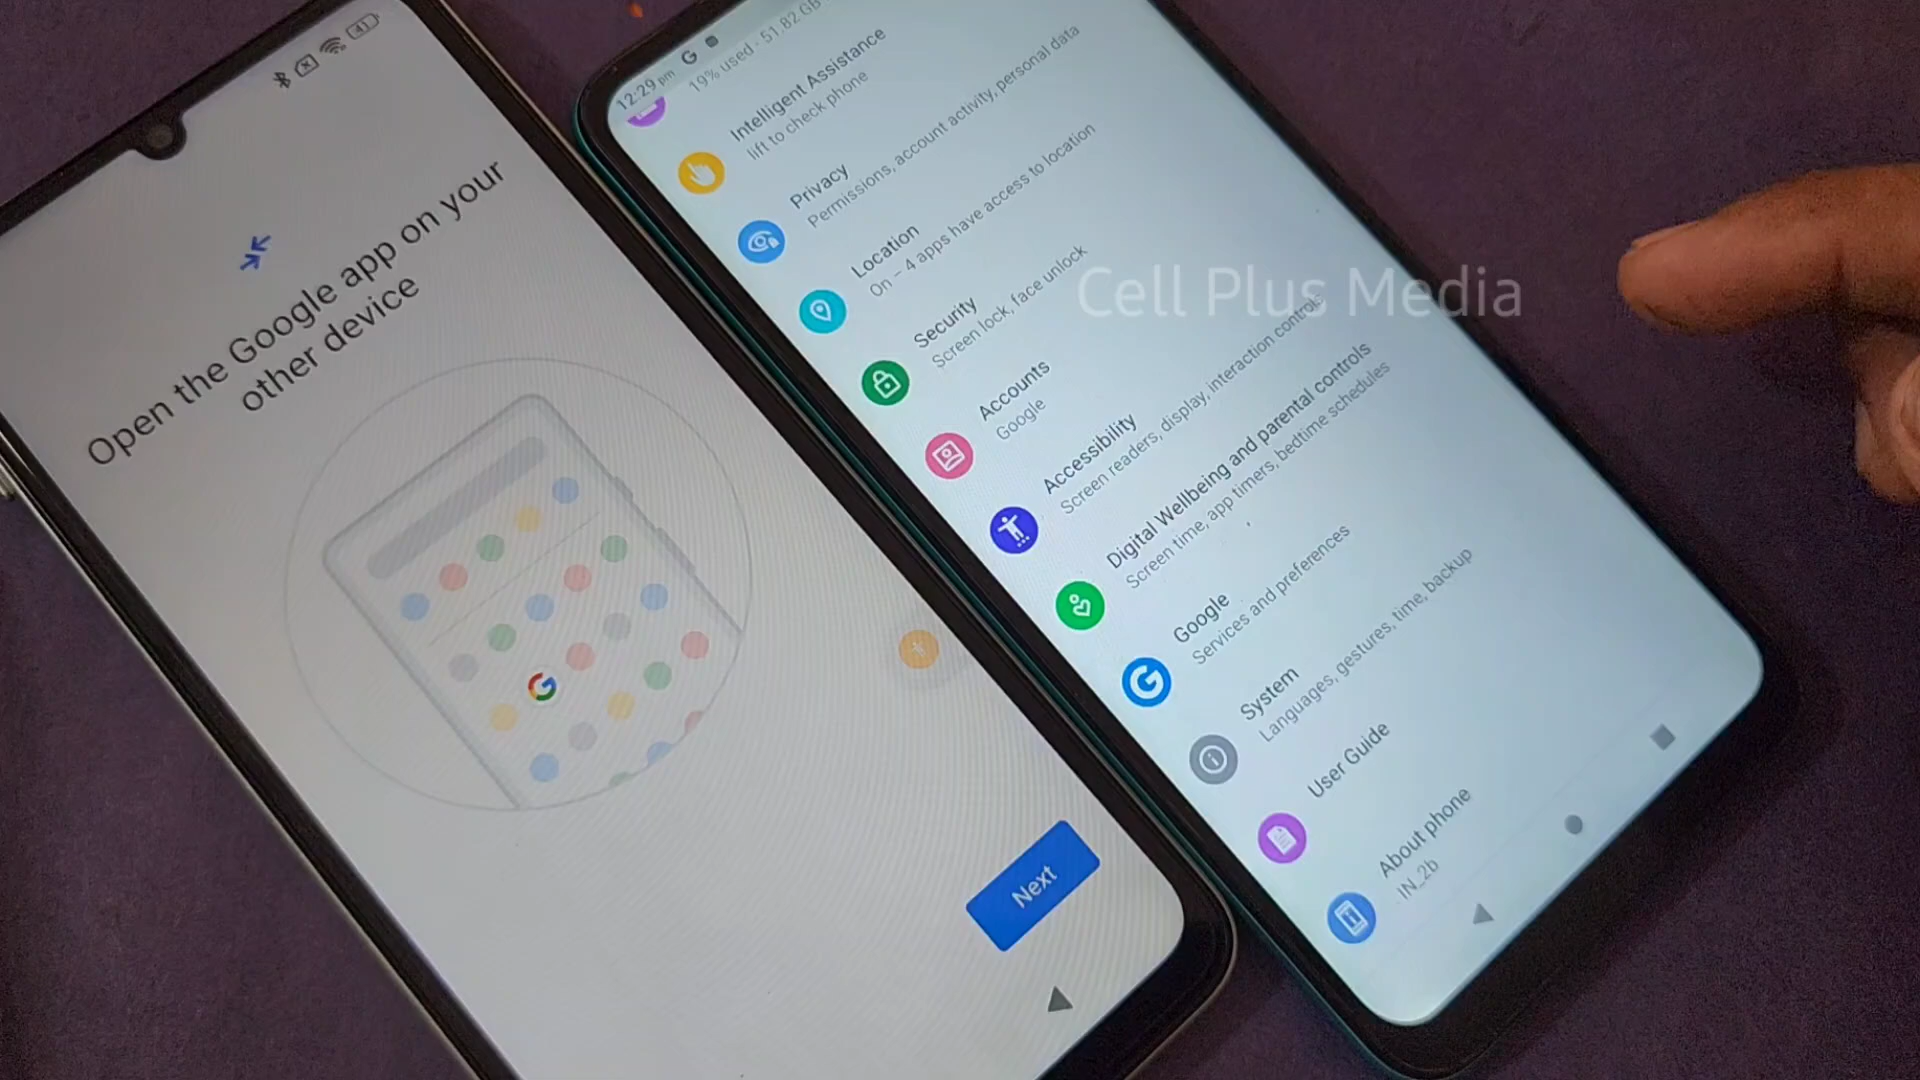 41
Open the Google app on your
other device
Next
12:29 pm
19% used - 51.82 GB
Intelligent Assistance
lift to check phone
Privacy
Permissions, account activity, personal data
Location
On – 4 apps have access to location
Security
Screen lock, face unlock
Accounts
Google
Accessibility
Screen readers, display, interaction controls
Digital Wellbeing and parental controls
Screen time, app timers, bedtime schedules
Google
Services and preferences
System
Languages, gestures, time, backup
User Guide
About phone
IN_2b
Cell Plus Media